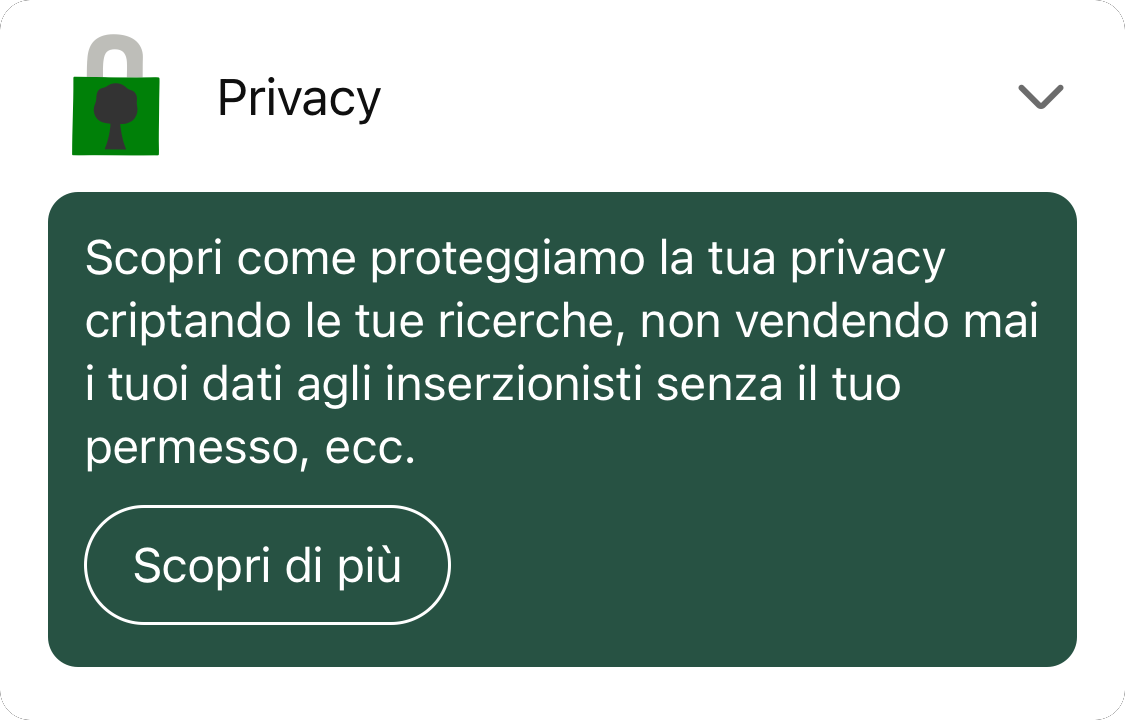 Privacy
Scopri come proteggiamo la tua privacy
criptando le tue ricerche, non vendendo mai
i tuoi dati agli inserzionisti senza il tuo
permesso, ecc.
Scopri di più